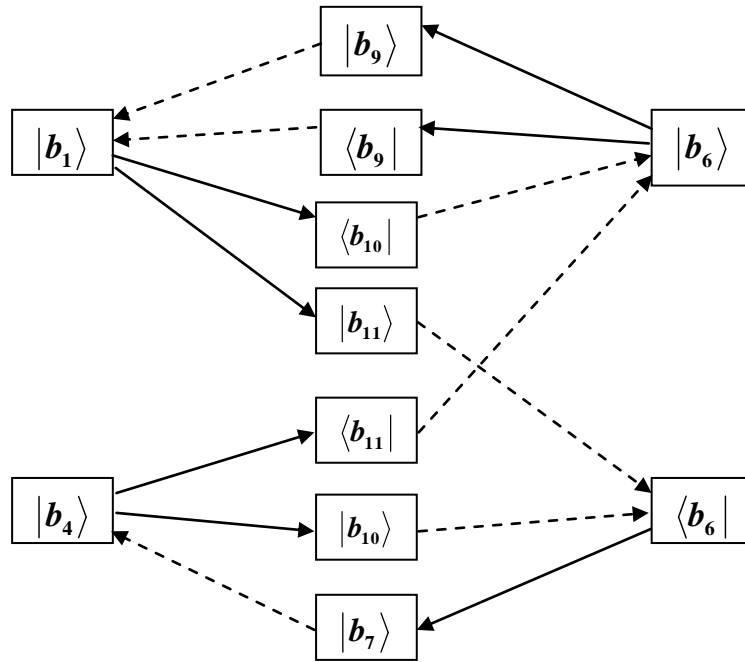 |b₉⟩
|b₁⟩
⟨b₉|
|b₆⟩
⟨b₁₀|
|b₁₁⟩
⟨b₁₁|
|b₄⟩
|b₁₀⟩
⟨b₆|
|b₇⟩